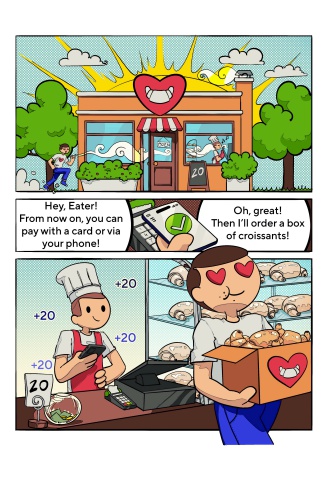 20
Hey, Eater!
From now on, you can
pay with a card or via
your phone!
Oh, great!
Then I'll order a box
of croissants!
+20
+20
+20
+20
20